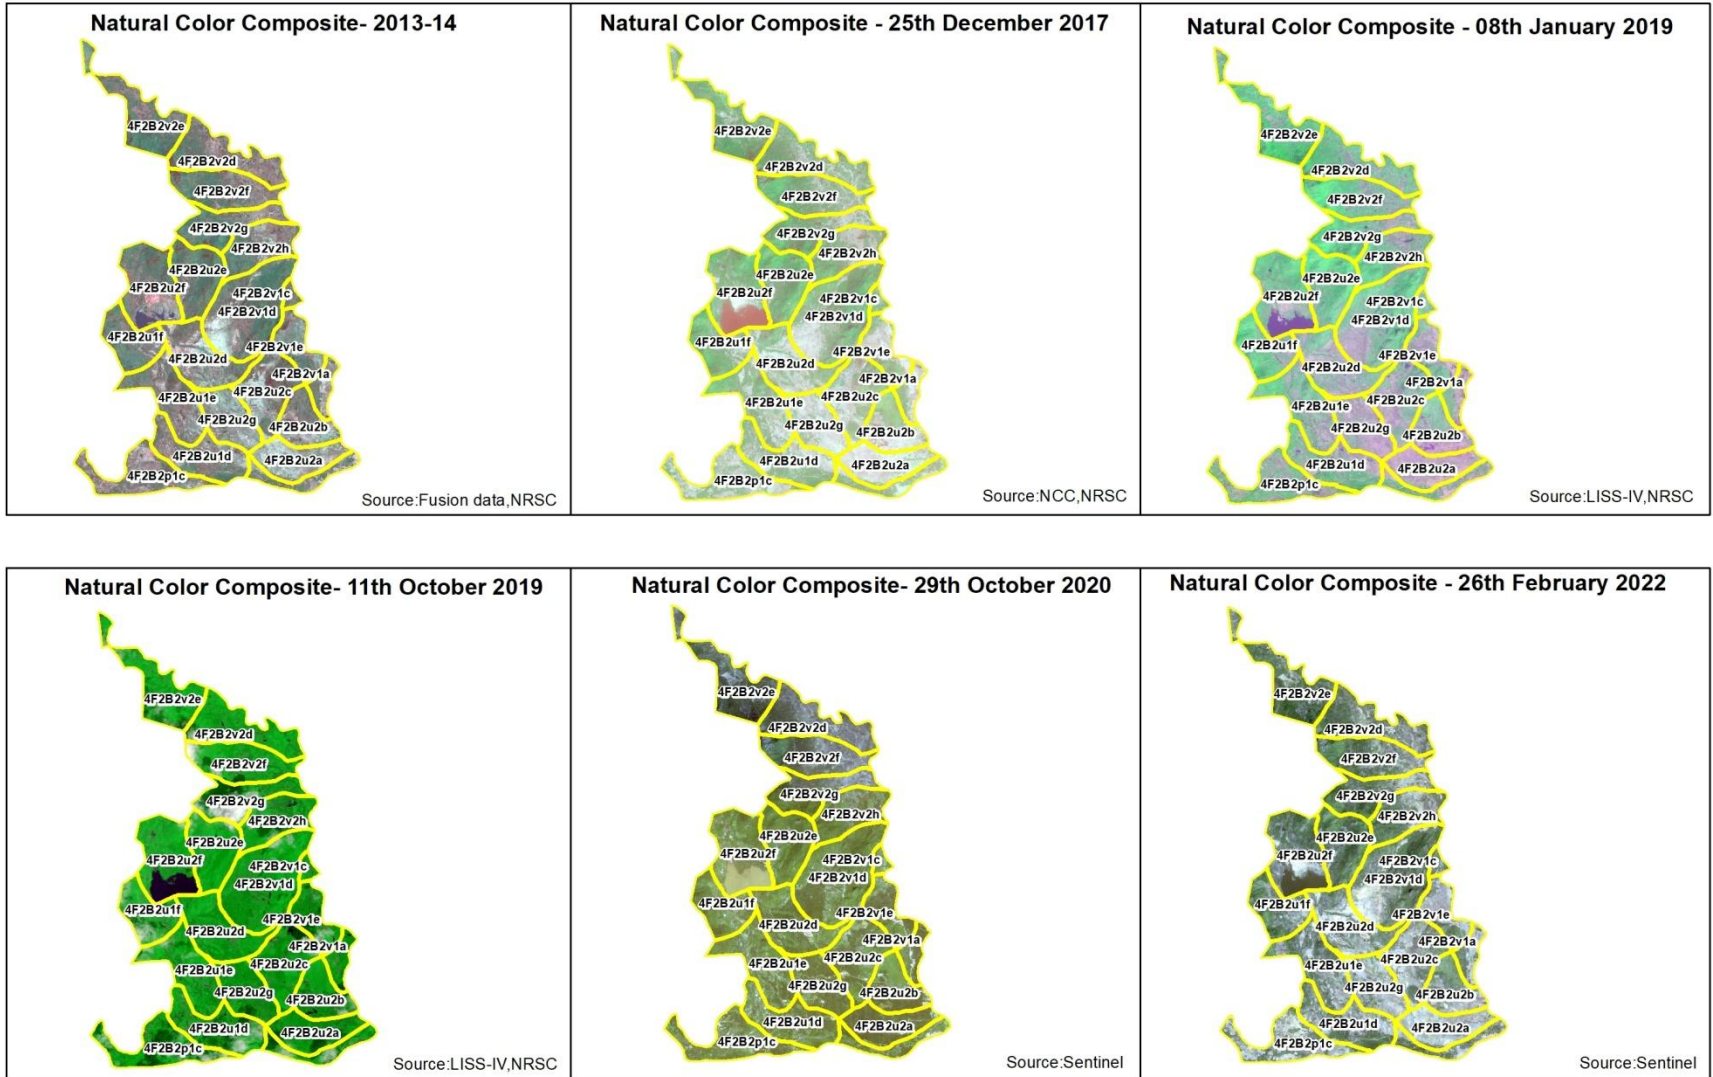 Natural Color Composite- 2013-14
4F2B2v2e
4F2B2v2d
4F2B2v2f
4F2B2v2g
4F2B2v2h
4F2B2u2e
4F2B2u2f
4F2B2v1c
4F2B2v1d
4F2B2u1f
4F2B2v1e
4F2B2u2d
4F2B2v1a
4F2B2u2c
4F2B2u1e
4F2B2u2g
4F2B2u2b
4F2B2u1d
4F2B2u2a
4F2B2p1c
Source:Fusion data,NRSC
Natural Color Composite - 25th December 2017
4F2B2v2e
4F2B2v2d
4F2B2v2f
4F2B2v2g
4F2B2v2h
4F2B2u2e
4F2B2u2f
4F2B2v1c
4F2B2v1d
4F2B2u1f
4F2B2v1e
4F2B2u2d
4F2B2v1a
4F2B2u2c
4F2B2u1e
4F2B2u2g
4F2B2u2b
4F2B2u1d
4F2B2u2a
4F2B2p1c
Source:NCC,NRSC
Natural Color Composite - 08th January 2019
4F2B2v2e
4F2B2v2d
4F2B2v2f
4F2B2v2g
4F2B2v2h
4F2B2u2e
4F2B2u2f
4F2B2v1c
4F2B2v1d
4F2B2u1f
4F2B2v1e
4F2B2u2d
4F2B2v1a
4F2B2u2c
4F2B2u1e
4F2B2u2g
4F2B2u2b
4F2B2u1d
4F2B2u2a
4F2B2p1c
Source:LISS-IV,NRSC
Natural Color Composite- 11th October 2019
4F2B2v2e
4F2B2v2d
4F2B2v2f
4F2B2v2g
4F2B2v2h
4F2B2u2e
4F2B2u2f
4F2B2v1c
4F2B2v1d
4F2B2u1f
4F2B2v1e
4F2B2u2d
4F2B2v1a
4F2B2u2c
4F2B2u1e
4F2B2u2g
4F2B2u2b
4F2B2u1d
4F2B2u2a
4F2B2p1c
Source:LISS-IV,NRSC
Natural Color Composite- 29th October 2020
4F2B2v2e
4F2B2v2d
4F2B2v2f
4F2B2v2g
4F2B2v2h
4F2B2u2e
4F2B2u2f
4F2B2v1c
4F2B2v1d
4F2B2u1f
4F2B2v1e
4F2B2u2d
4F2B2v1a
4F2B2u2c
4F2B2u1e
4F2B2u2g
4F2B2u2b
4F2B2u1d
4F2B2u2a
4F2B2p1c
Source:Sentinel
Natural Color Composite - 26th February 2022
4F2B2v2e
4F2B2v2d
4F2B2v2f
4F2B2v2g
4F2B2v2h
4F2B2u2e
4F2B2u2f
4F2B2v1c
4F2B2v1d
4F2B2u1f
4F2B2v1e
4F2B2u2d
4F2B2v1a
4F2B2u2c
4F2B2u1e
4F2B2u2g
4F2B2u2b
4F2B2u1d
4F2B2u2a
4F2B2p1c
Source:Sentinel